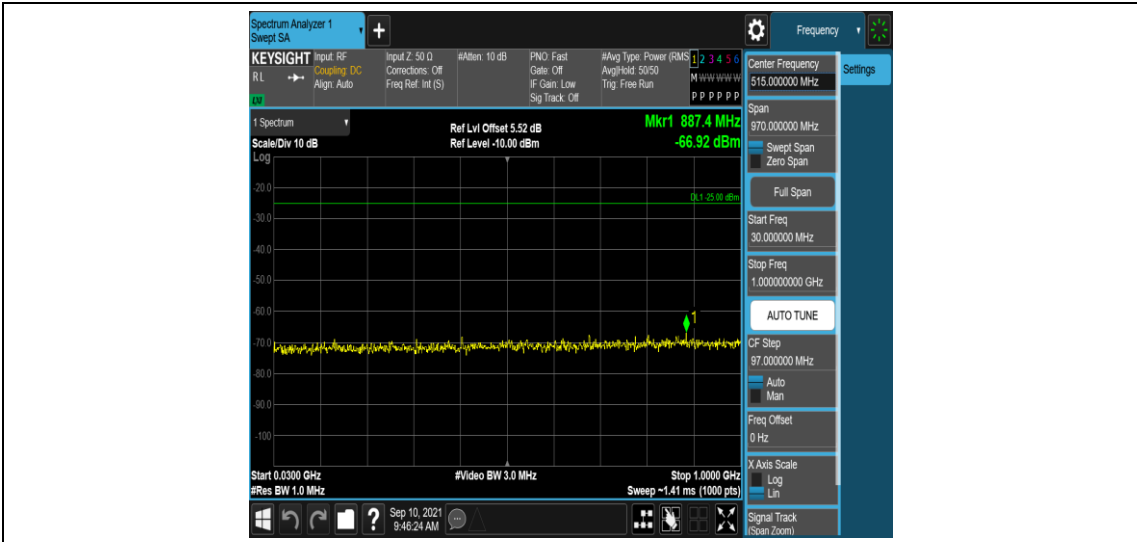 Spectrum Analyzer 1
Swept SA
+
Frequency
KEYSIGHT
Input: RF
Input Z: 50 Ω
#Atten: 10 dB
PNO: Fast
#Avg Type: Power (RMS
1 2 3 4 5 6
RL
Coupling: DC
Corrections: Off
Gate: Off
Avg|Hold: 50/50
M W W W W W
Align: Auto
Freq Ref: Int (S)
IF Gain: Low
Trig: Free Run
Sig Track: Off
P P P P P P
LXI
Center Frequency
515.000000 MHz
Settings
Span
970.000000 MHz
Swept Span
Zero Span
Full Span
Start Freq
30.000000 MHz
Stop Freq
1.000000000 GHz
AUTO TUNE
CF Step
97.000000 MHz
Auto
Man
Freq Offset
0 Hz
X Axis Scale
Log
Lin
Signal Track
(Span Zoom)
1 Spectrum
Ref Lvl Offset 5.52 dB
Mkr1 887.4 MHz
Scale/Div 10 dB
Ref Level -10.00 dBm
-66.92 dBm
Log
-20.0
DL1 -25.00 dBm
-30.0
-40.0
-50.0
-60.0
1
-70.0
-80.0
-90.0
-100
Start 0.0300 GHz
#Video BW 3.0 MHz
Stop 1.0000 GHz
#Res BW 1.0 MHz
Sweep ~1.41 ms (1000 pts)
?
Sep 10, 2021
9:46:24 AM